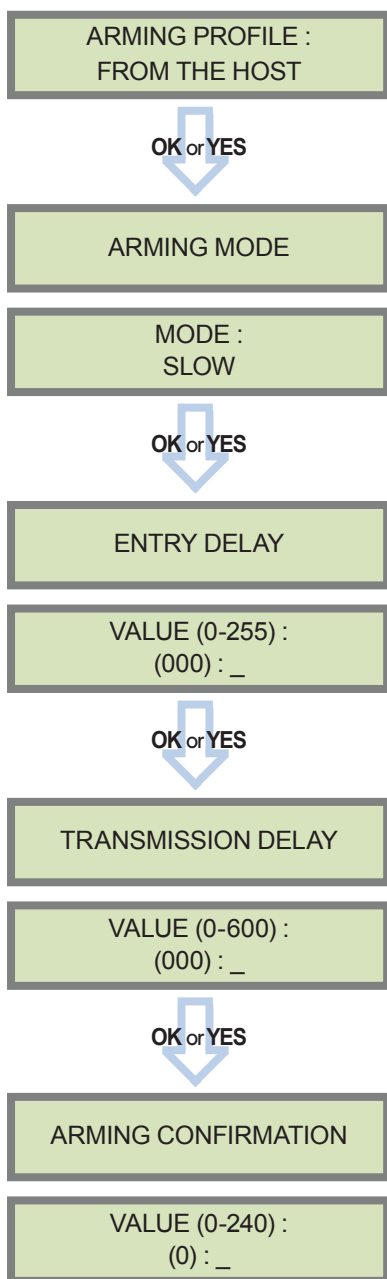 ARMING PROFILE :
FROM THE HOST
OK or YES
ARMING MODE
MODE :
SLOW
OK or YES
ENTRY DELAY
VALUE (0-255) :
(000) : _
OK or YES
TRANSMISSION DELAY
VALUE (0-600) :
(000) : _
OK or YES
ARMING CONFIRMATION
VALUE (0-240) :
(0) : _